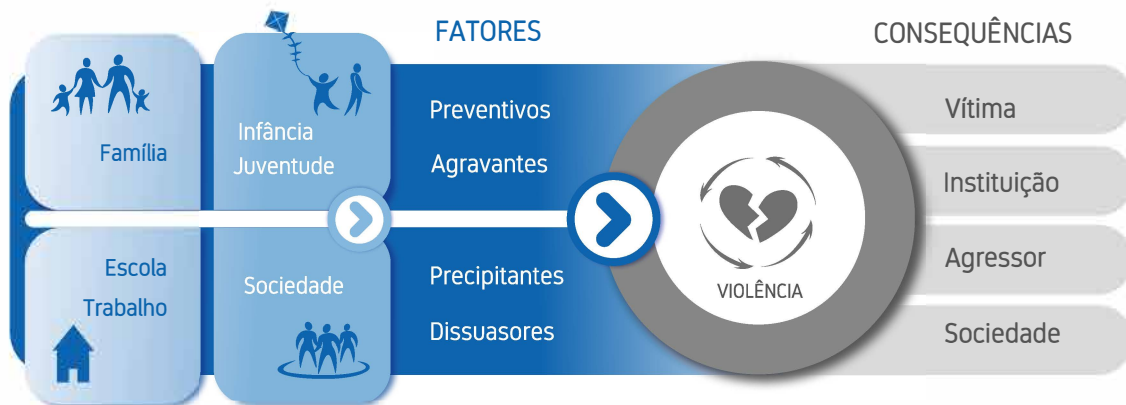 FATORES
CONSEQUÊNCIAS
Família
Infância
Juventude
Escola
Trabalho
Sociedade
Preventivos
Agravantes
Precipitantes
Dissuasores
VIOLÊNCIA
Vítima
Instituição
Agressor
Sociedade